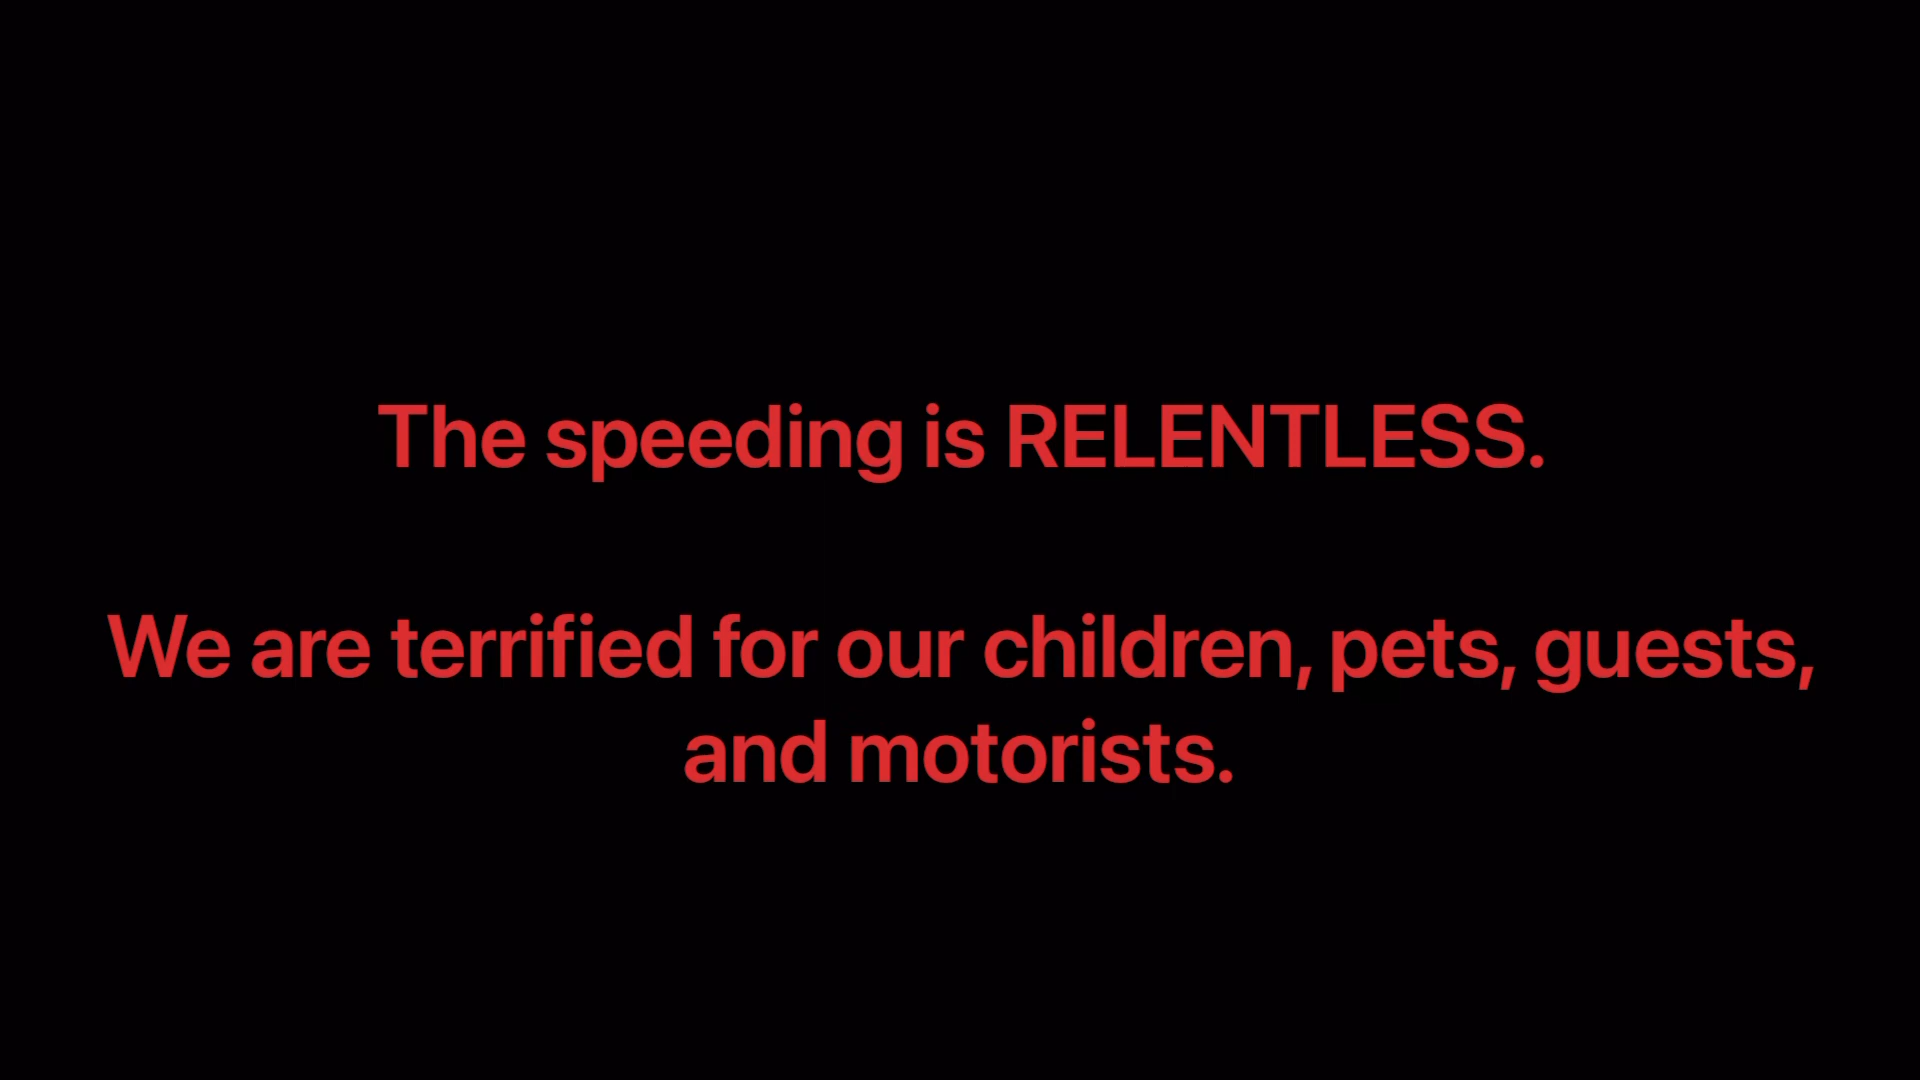 The speeding is RELENTLESS.
We are terrified for our children, pets, guests,
and motorists.